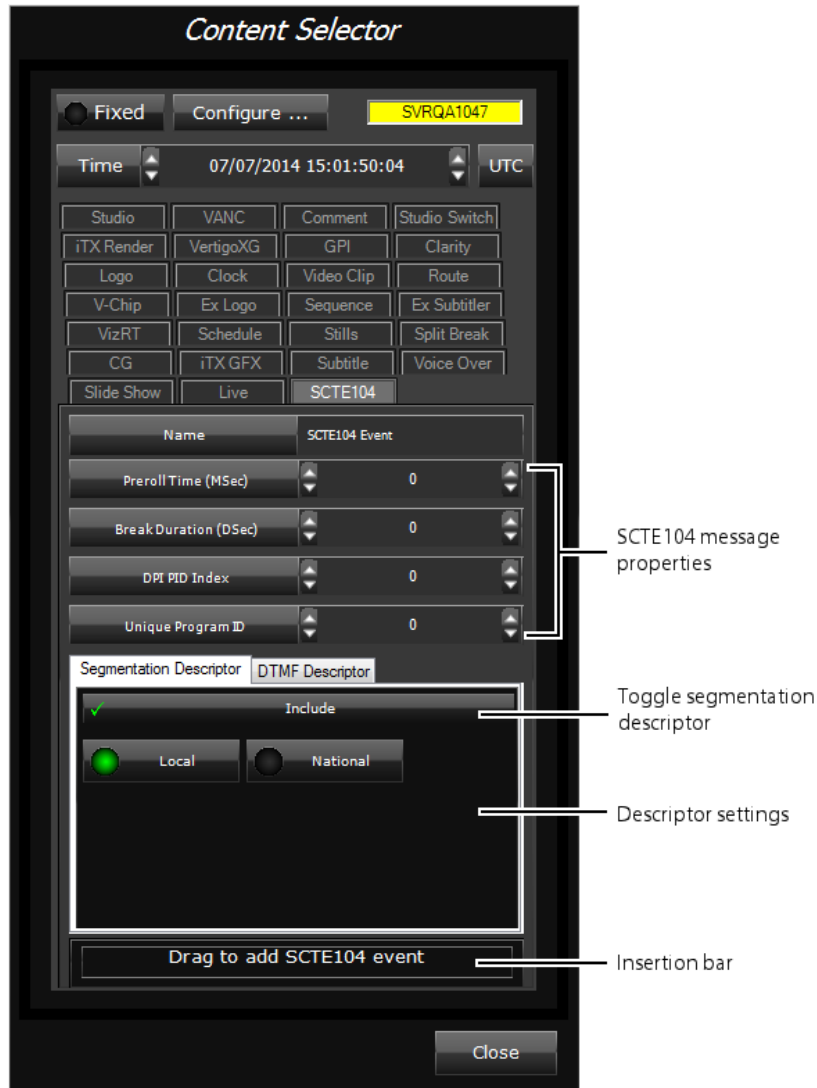 Content Selector
Fixed
Configure ...
SVRQA1047
Time
07/07/2014 15:01:50:04
UTC
Studio
VANC
Comment
Studio Switch
iTX Render
VertigoXG
GPI
Clarity
Logo
Clock
Video Clip
Route
V-Chip
Ex Logo
Sequence
Ex Subtitler
VizRT
Schedule
Stills
Split Break
CG
iTX GFX
Subtitle
Voice Over
Slide Show
Live
SCTE104
Name
SCTE104 Event
Preroll Time (MSec)
0
Break Duration (DSec)
0
DPI PID Index
0
Unique Program ID
0
SCTE104 message
properties
Segmentation Descriptor
DTMF Descriptor
Include
Toggle segmentation
descriptor
Local
National
Descriptor settings
Drag to add SCTE104 event
Insertion bar
Close